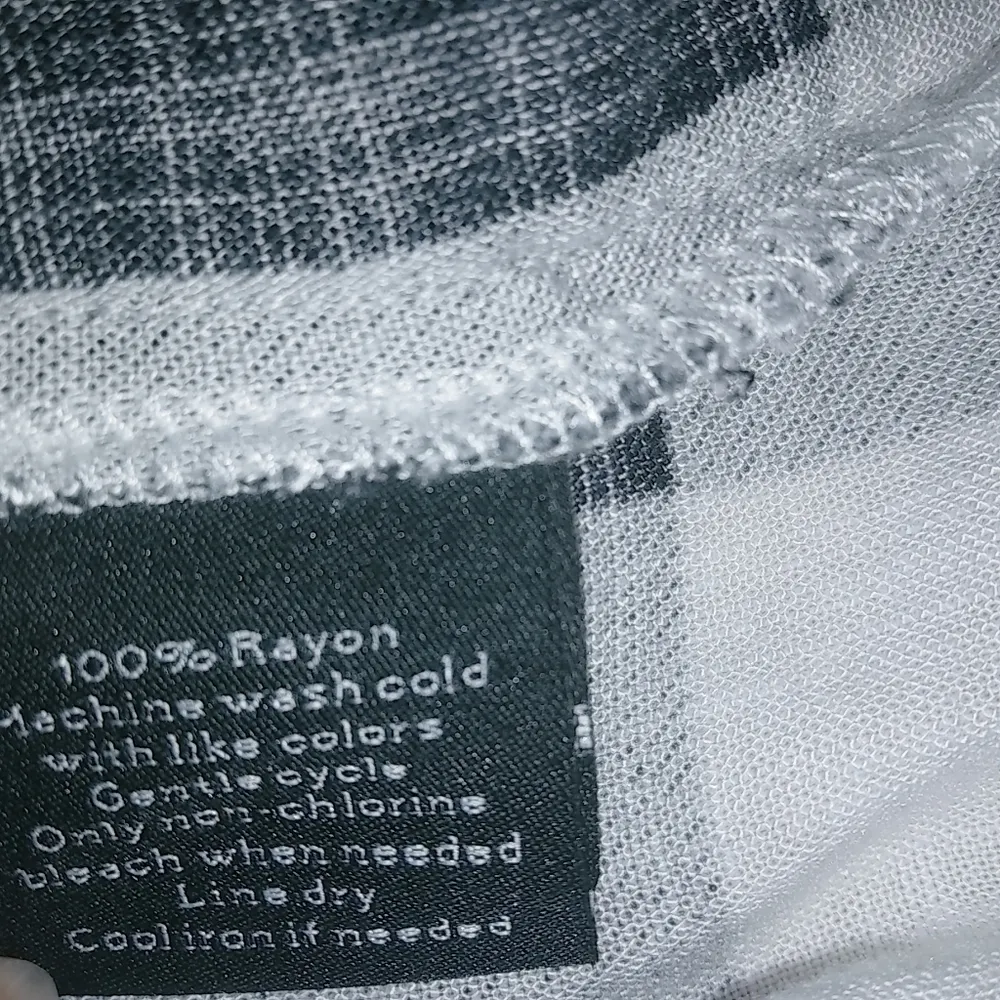 100% Rayon
Machine wash cold
with like colors
Gentle cycle
Only non-chlorine
bleach when needed
Line dry
Cool iron if needed